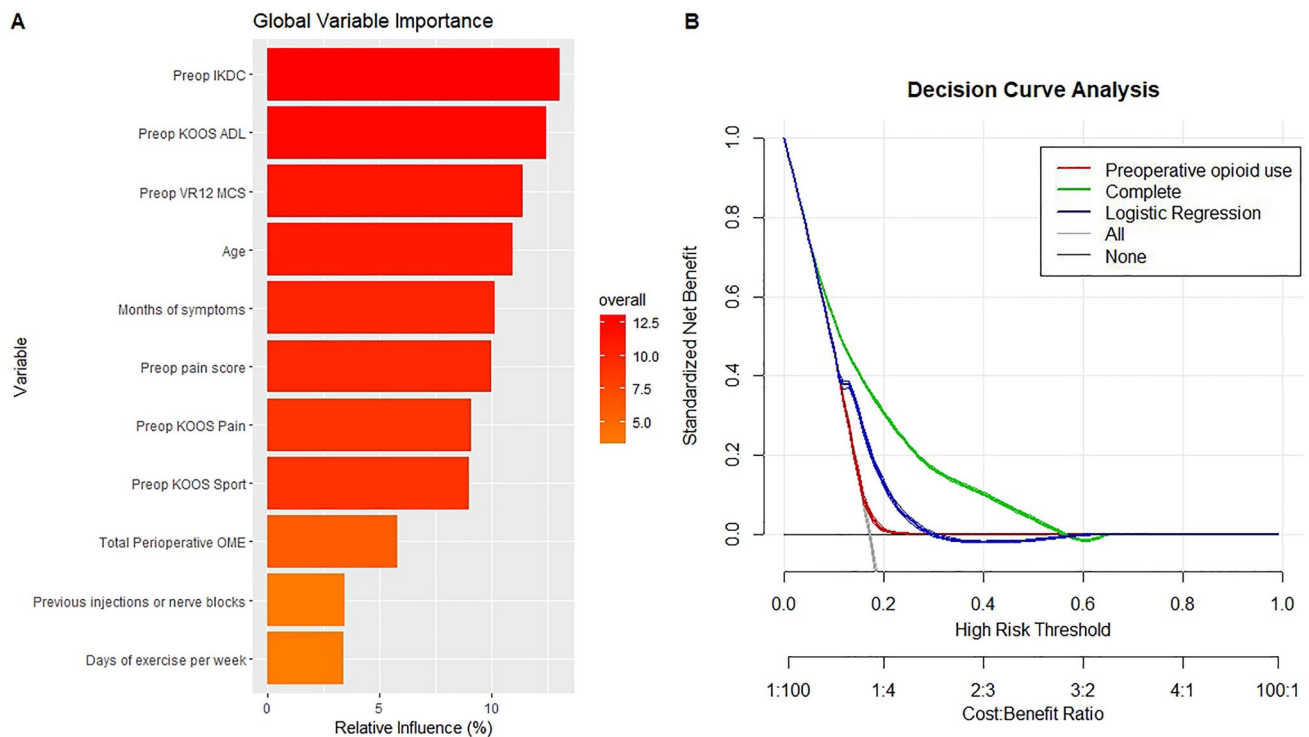 A
Global Variable Importance
Variable
Preop IKDC
Preop KOOS ADL
Preop VR12 MCS
Age
Months of symptoms
Preop pain score
Preop KOOS Pain
Preop KOOS Sport
Total Perioperative OME
Previous injections or nerve blocks
Days of exercise per week
0 5 10
Relative Influence (%)
overall
12.5
10.0
7.5
5.0
B
Decision Curve Analysis
Standardized Net Benefit
1.0
0.8
0.6
0.4
0.2
0.0
Preoperative opioid use
Complete
Logistic Regression
All
None
0.0 0.2 0.4 0.6 0.8 1.0
High Risk Threshold
1:100 1:4 2:3 3:2 4:1 100:1
Cost:Benefit Ratio